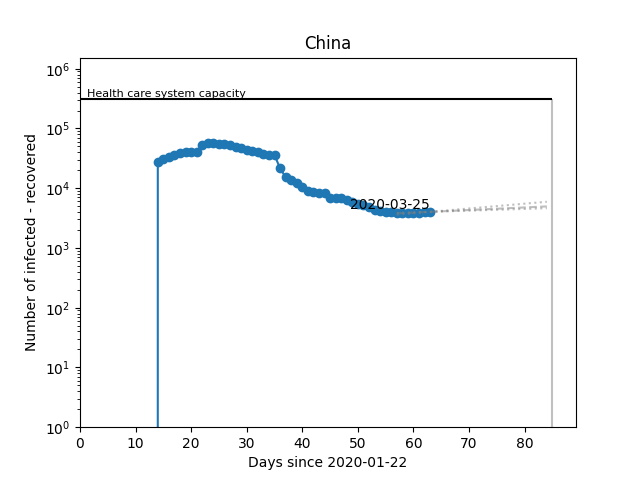 China
Number of infected - recovered
10^6
10^5
10^4
10^3
10^2
10^1
10^0
Health care system capacity
2020-03-25
0 10 20 30 40 50 60 70 80
Days since 2020-01-22